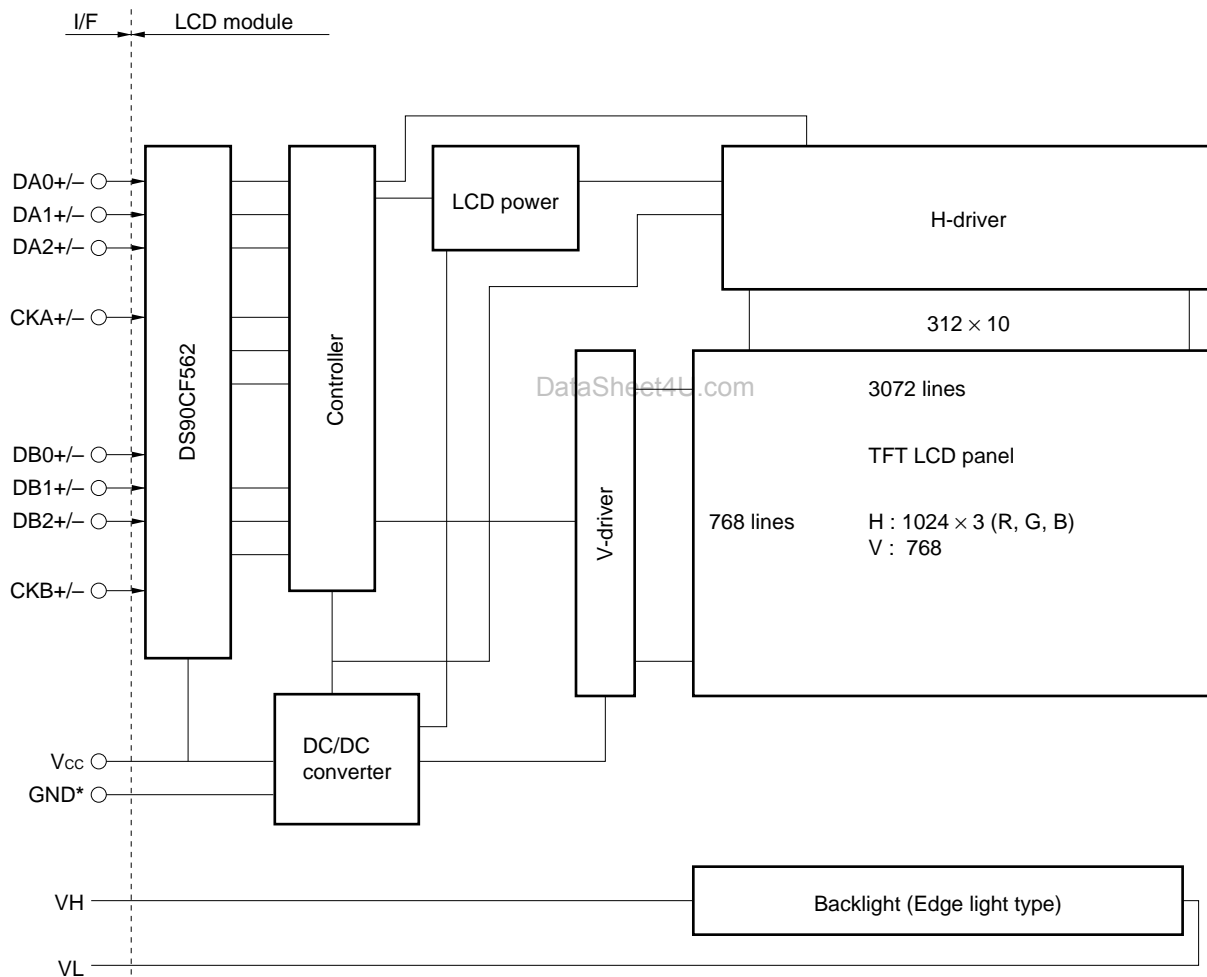 I/F
LCD module
DA0+/–
DA1+/–
DA2+/–
CKA+/–
DB0+/–
DB1+/–
DB2+/–
CKB+/–
VCC
GND*
VH
VL
DS90CF562
Controller
LCD power
H-driver
312 × 10
DataSheet4U.com
V-driver
3072 lines
TFT LCD panel
768 lines
H : 1024 × 3 (R, G, B)
V : 768
DC/DC
converter
Backlight (Edge light type)